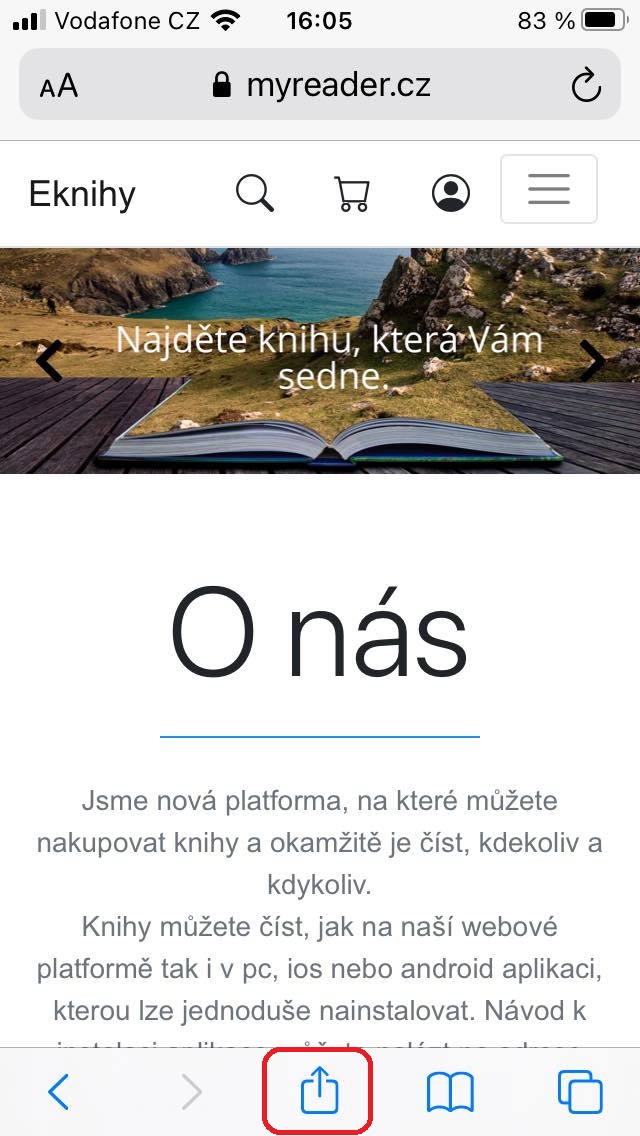 Vodafone CZ 16:05 83 %
AA myreader.cz
Eknihy
Najděte knihu, která Vám
sedne.
O nás
Jsme nová platforma, na které můžete
nakupovat knihy a okamžitě je číst, kdekoliv a
kdykoliv.
Knihy můžete číst, jak na naší webové
platformě tak i v pc, ios nebo android aplikaci,
kterou lze jednoduše nainstalovat. Návod k